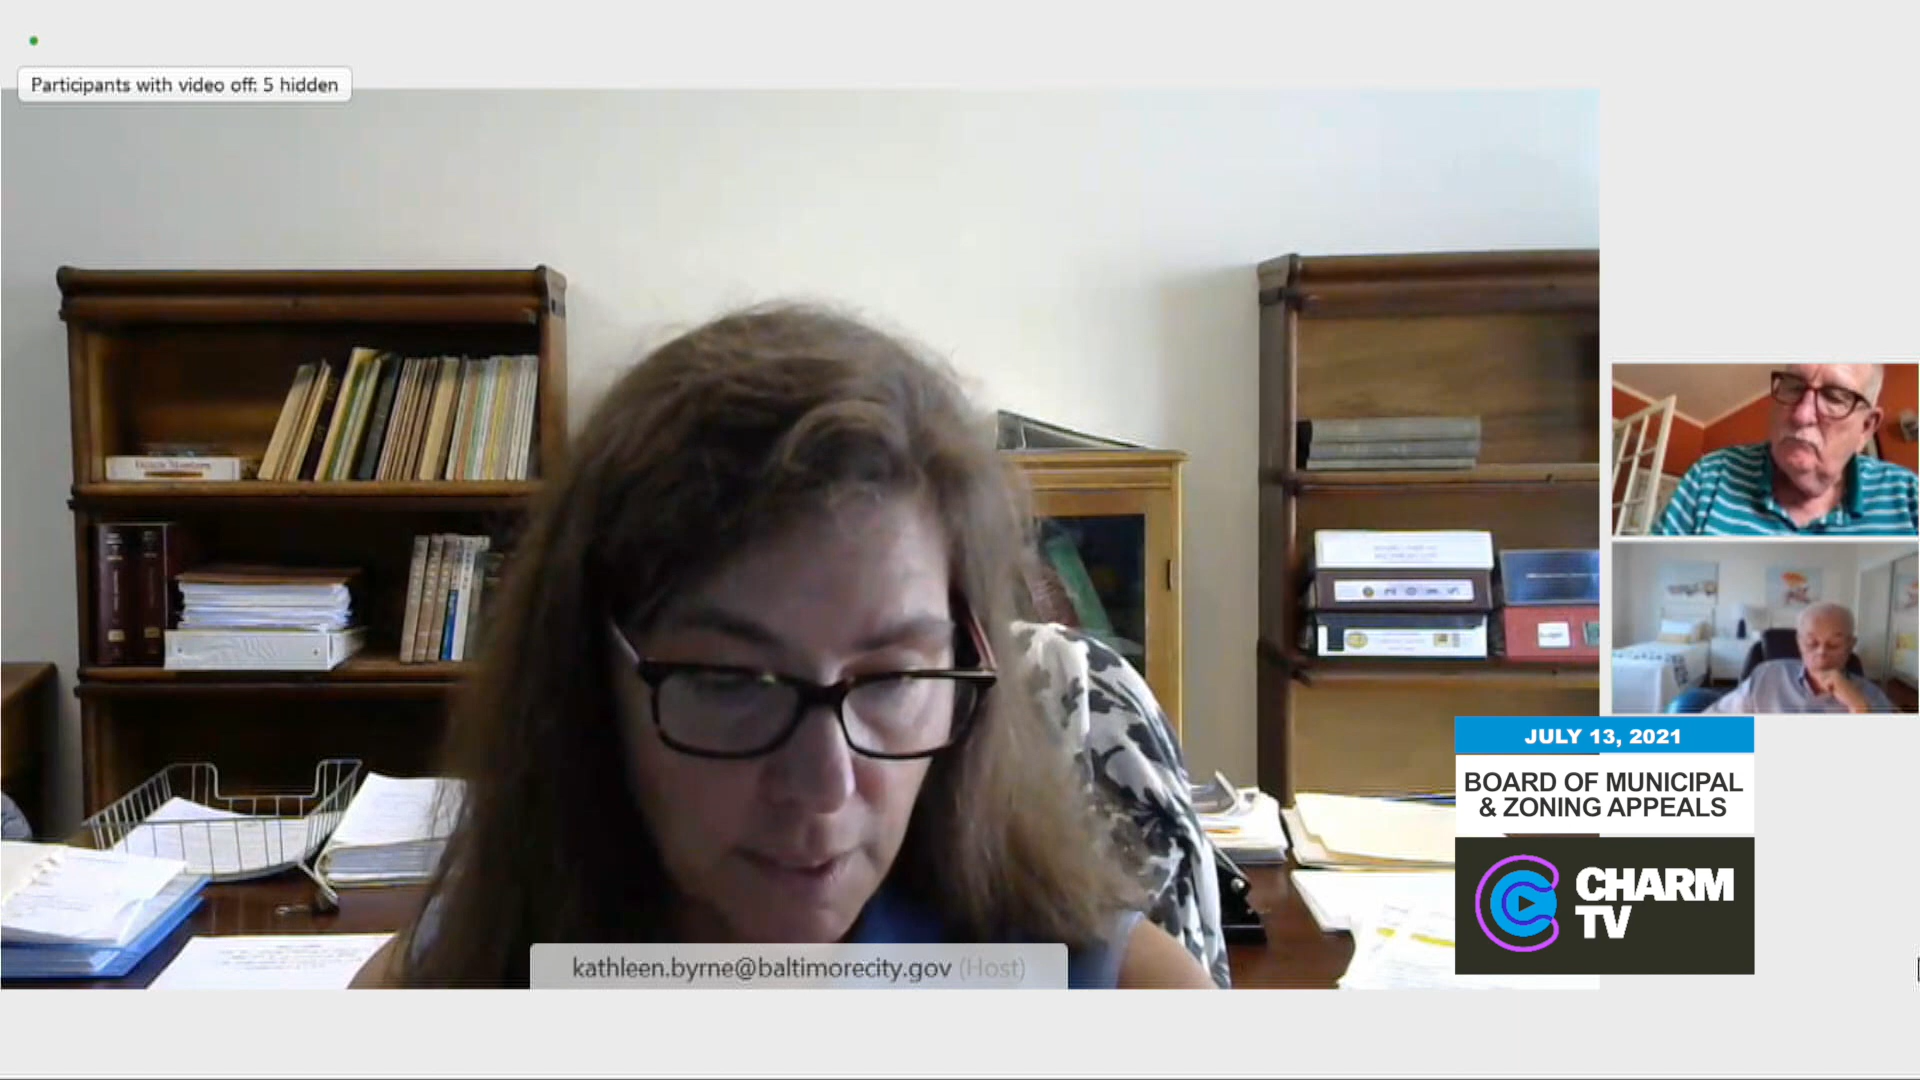 Participants with video off: 5 hidden
JULY 13, 2021
BOARD OF MUNICIPAL
& ZONING APPEALS
CHARM
TV
kathleen.byrne@baltimorecity.gov (Host)